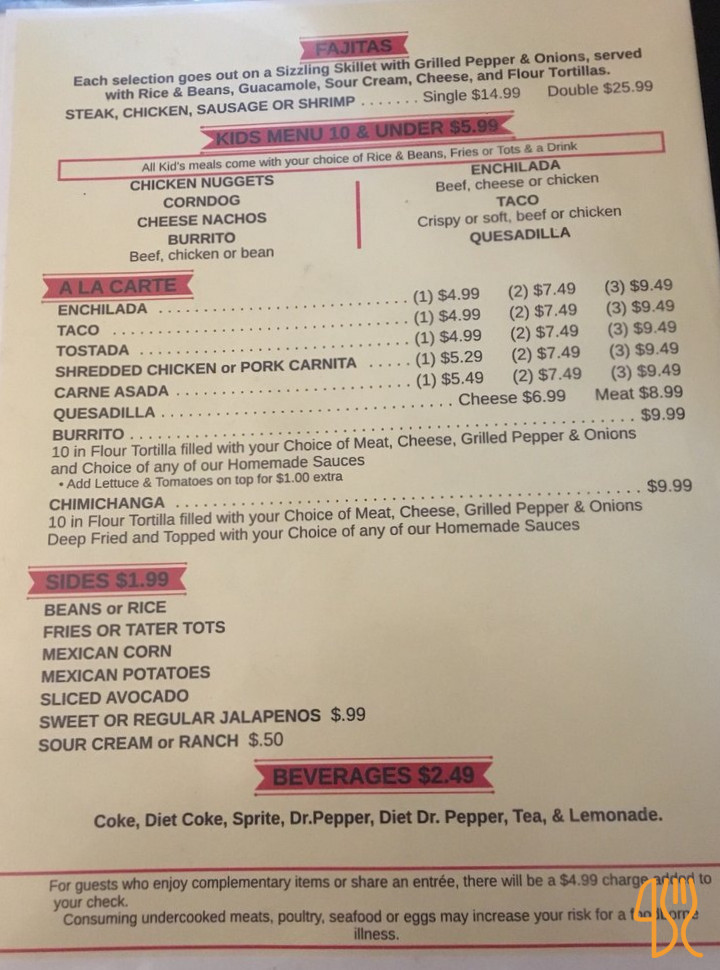 FAJITAS
Each selection goes out on a Sizzling Skillet with Grilled Pepper & Onions, served
with Rice & Beans, Guacamole, Sour Cream, Cheese, and Flour Tortillas.
STEAK, CHICKEN, SAUSAGE OR SHRIMP ....... Single $14.99 Double $25.99
KIDS MENU 10 & UNDER $5.99
All Kid's meals come with your choice of Rice & Beans, Fries or Tots & a Drink
CHICKEN NUGGETS
CORNDOG
CHEESE NACHOS
BURRITO
Beef, chicken or bean
ENCHILADA
Beef, cheese or chicken
TACO
Crispy or soft, beef or chicken
QUESADILLA
A LA CARTE
ENCHILADA ........................... (1) $4.99 (2) $7.49 (3) $9.49
TACO ................................ (1) $4.99 (2) $7.49 (3) $9.49
TOSTADA ............................. (1) $4.99 (2) $7.49 (3) $9.49
SHREDDED CHICKEN or PORK CARNITA ..... (1) $5.29 (2) $7.49 (3) $9.49
CARNE ASADA ......................... (1) $5.49 (2) $7.49 (3) $9.49
QUESADILLA ............................... Cheese $6.99 Meat $8.99
BURRITO ..................................................... $9.99
10 in Flour Tortilla filled with your Choice of Meat, Cheese, Grilled Pepper & Onions
and Choice of any of our Homemade Sauces
• Add Lettuce & Tomatoes on top for $1.00 extra
CHIMICHANGA ................................................. $9.99
10 in Flour Tortilla filled with your Choice of Meat, Cheese, Grilled Pepper & Onions
Deep Fried and Topped with your Choice of any of our Homemade Sauces
SIDES $1.99
BEANS or RICE
FRIES OR TATER TOTS
MEXICAN CORN
MEXICAN POTATOES
SLICED AVOCADO
SWEET OR REGULAR JALAPENOS $.99
SOUR CREAM or RANCH $.50
BEVERAGES $2.49
Coke, Diet Coke, Sprite, Dr.Pepper, Diet Dr. Pepper, Tea, & Lemonade.
For guests who enjoy complementary items or share an entrée, there will be a $4.99 charge added to
your check.
Consuming undercooked meats, poultry, seafood or eggs may increase your risk for a foodborne
illness.